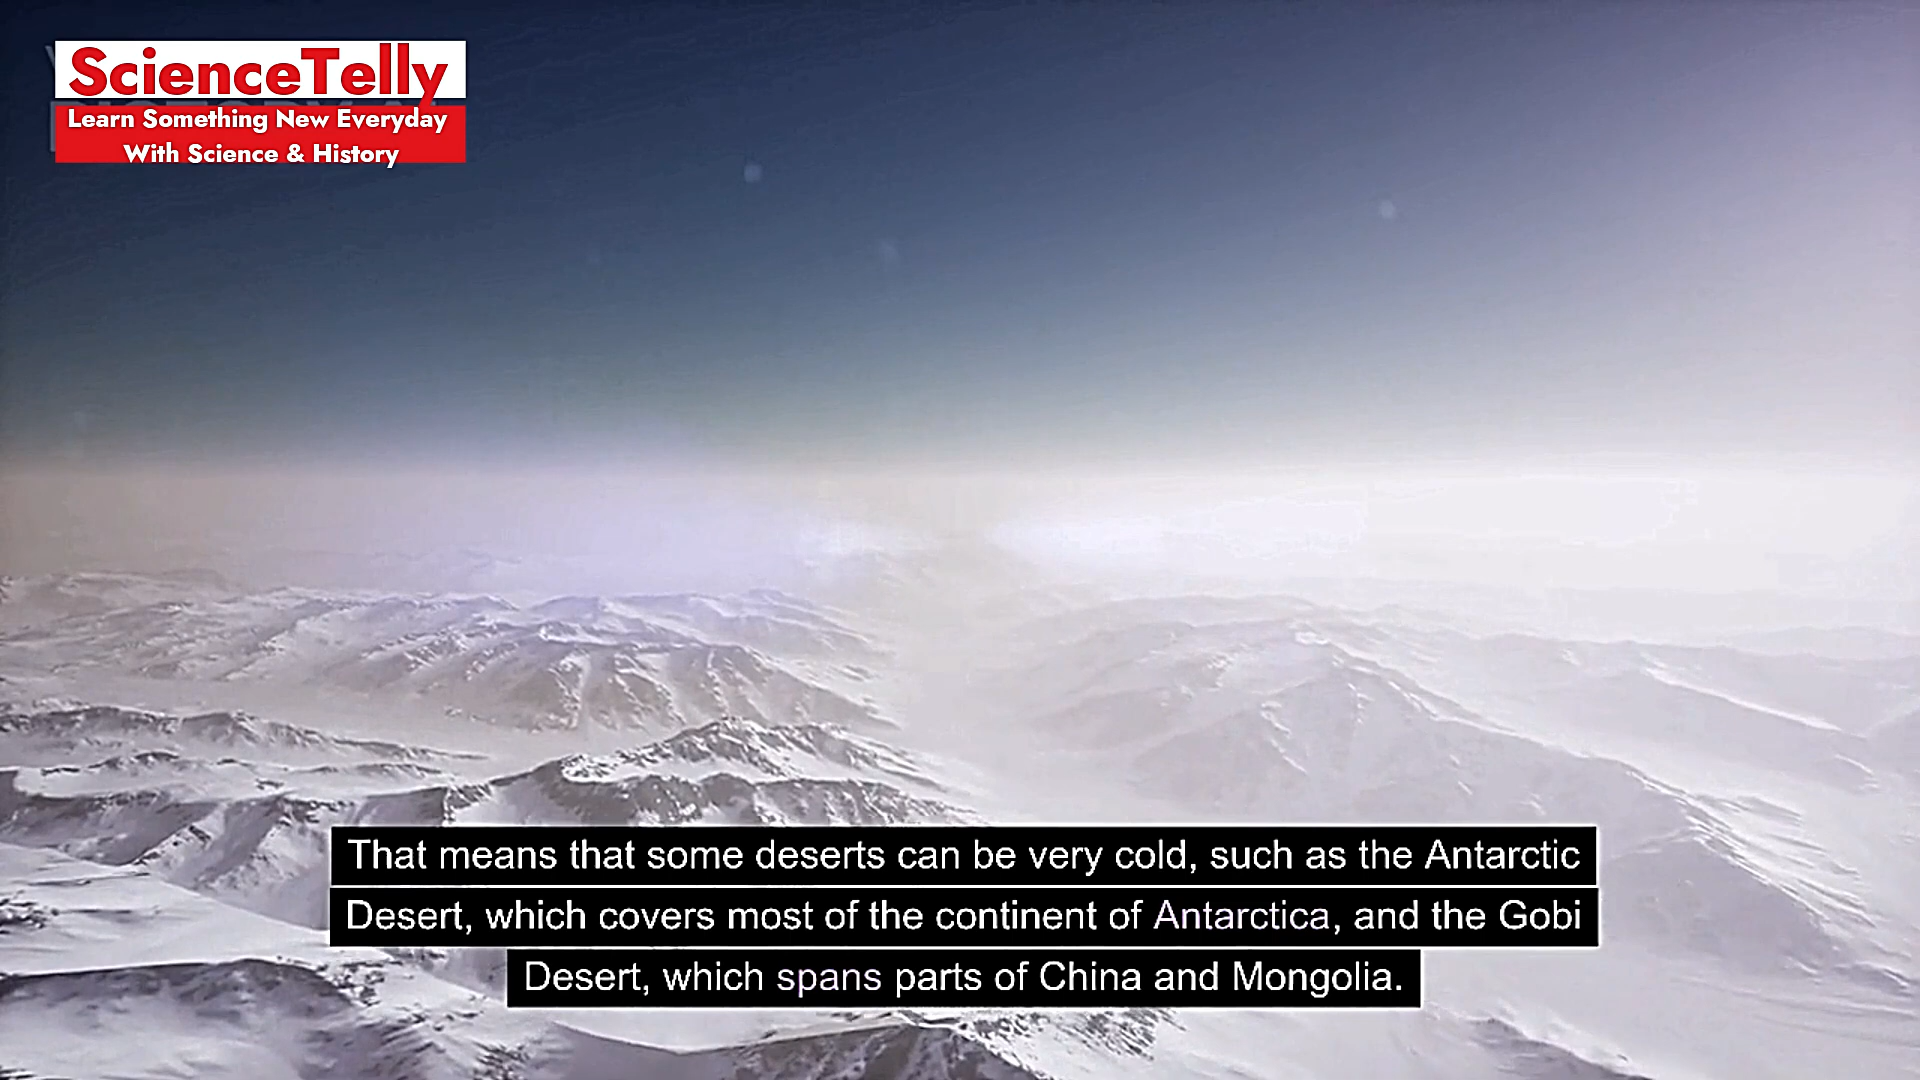 ScienceTelly
Learn Something New Everyday
With Science & History
That means that some deserts can be very cold, such as the Antarctic
Desert, which covers most of the continent of Antarctica, and the Gobi
Desert, which spans parts of China and Mongolia.